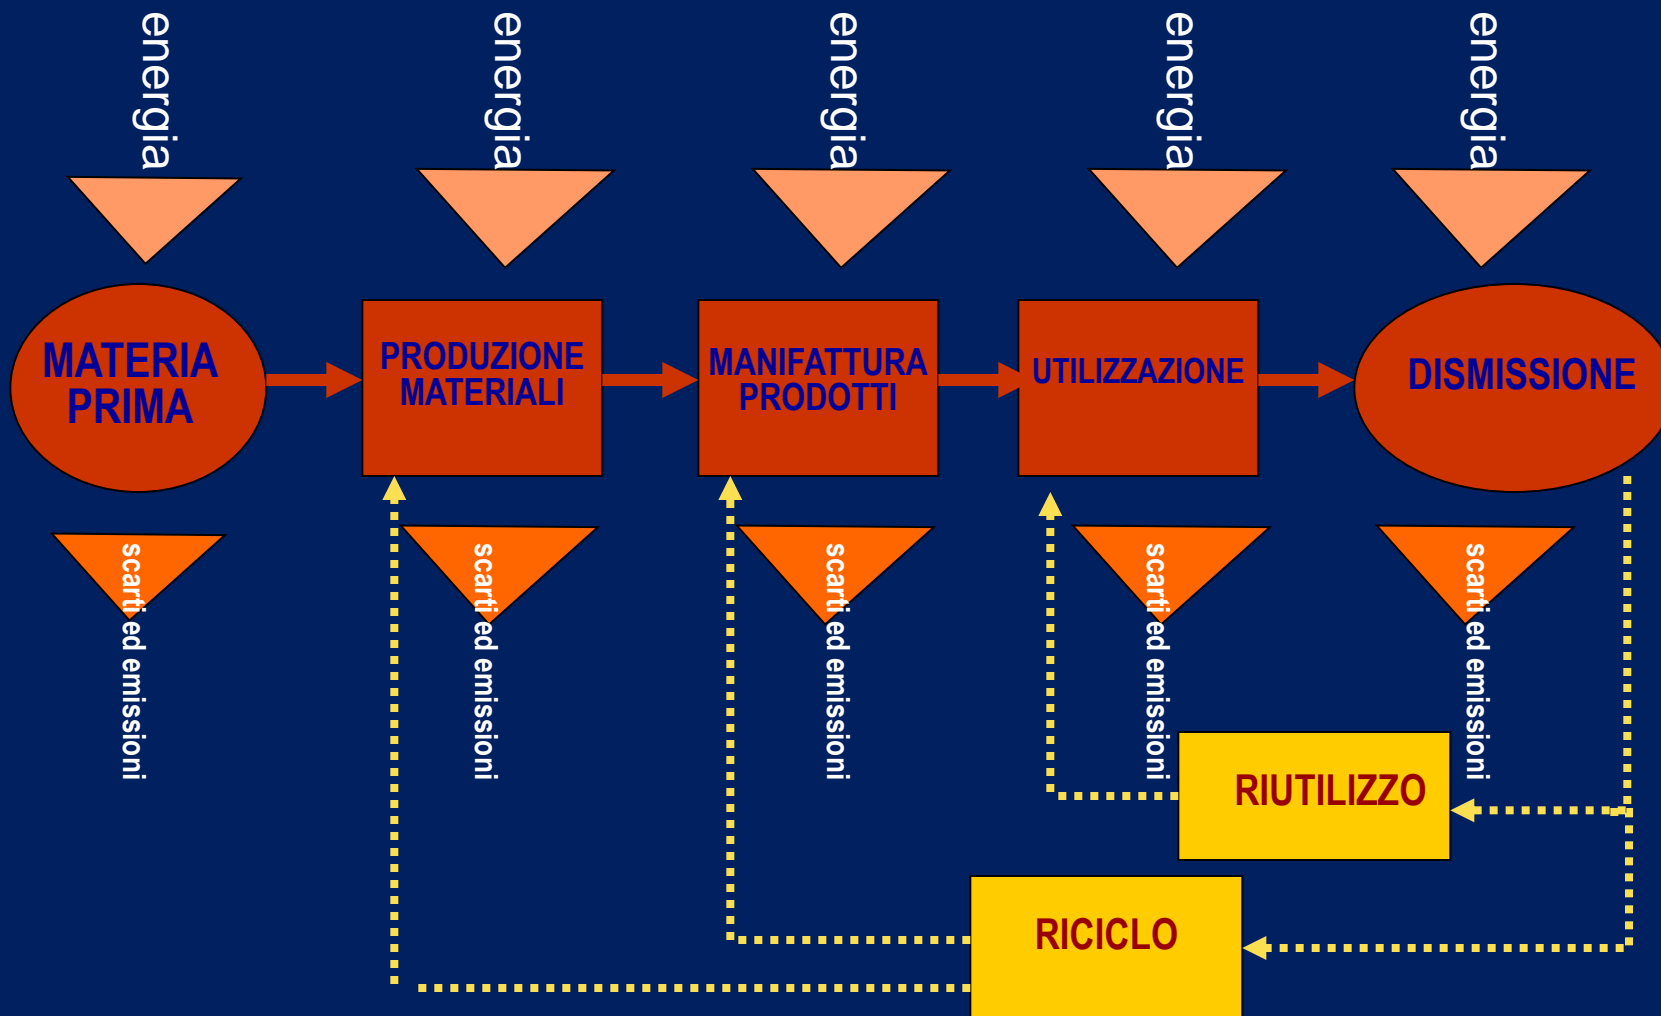 energia
energia
energia
energia
energia
MATERIA
PRIMA
PRODUZIONE
MATERIALI
MANIFATTURA
PRODOTTI
UTILIZZAZIONE
DISMISSIONE
scarti ed emissioni
scarti ed emissioni
scarti ed emissioni
scarti ed emissioni
scarti ed emissioni
RIUTILIZZO
RICICLO